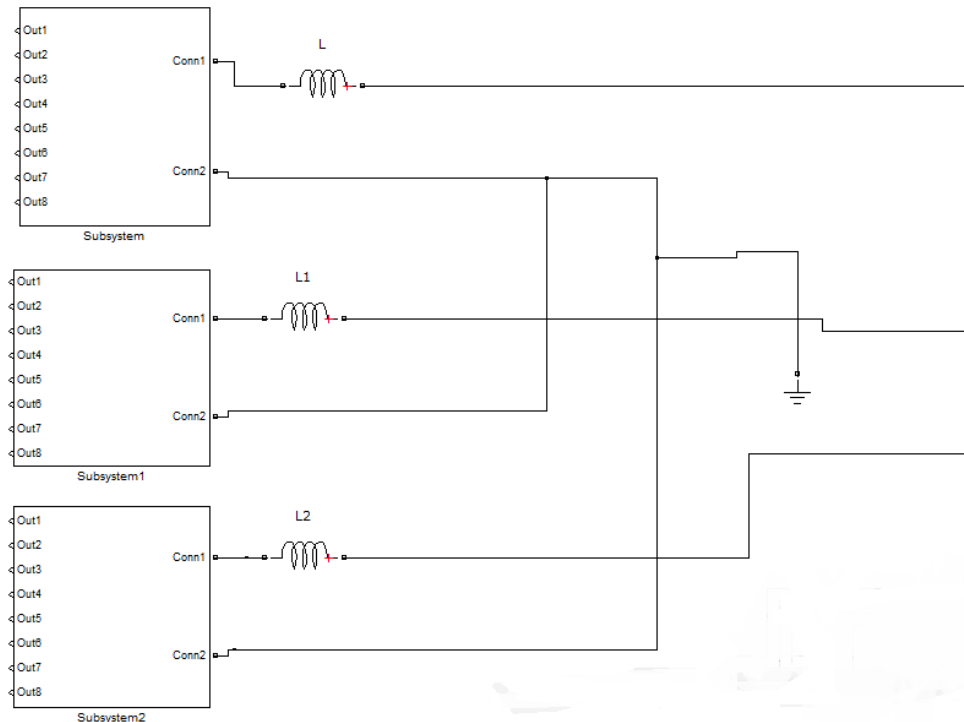 Out1
Out2
Out3
Out4
Out5
Out6
Out7
Out8
Conn1
Conn2
Subsystem
L
Out1
Out2
Out3
Out4
Out5
Out6
Out7
Out8
Conn1
Conn2
Subsystem1
L1
Out1
Out2
Out3
Out4
Out5
Out6
Out7
Out8
Conn1
Conn2
Subsystem2
L2